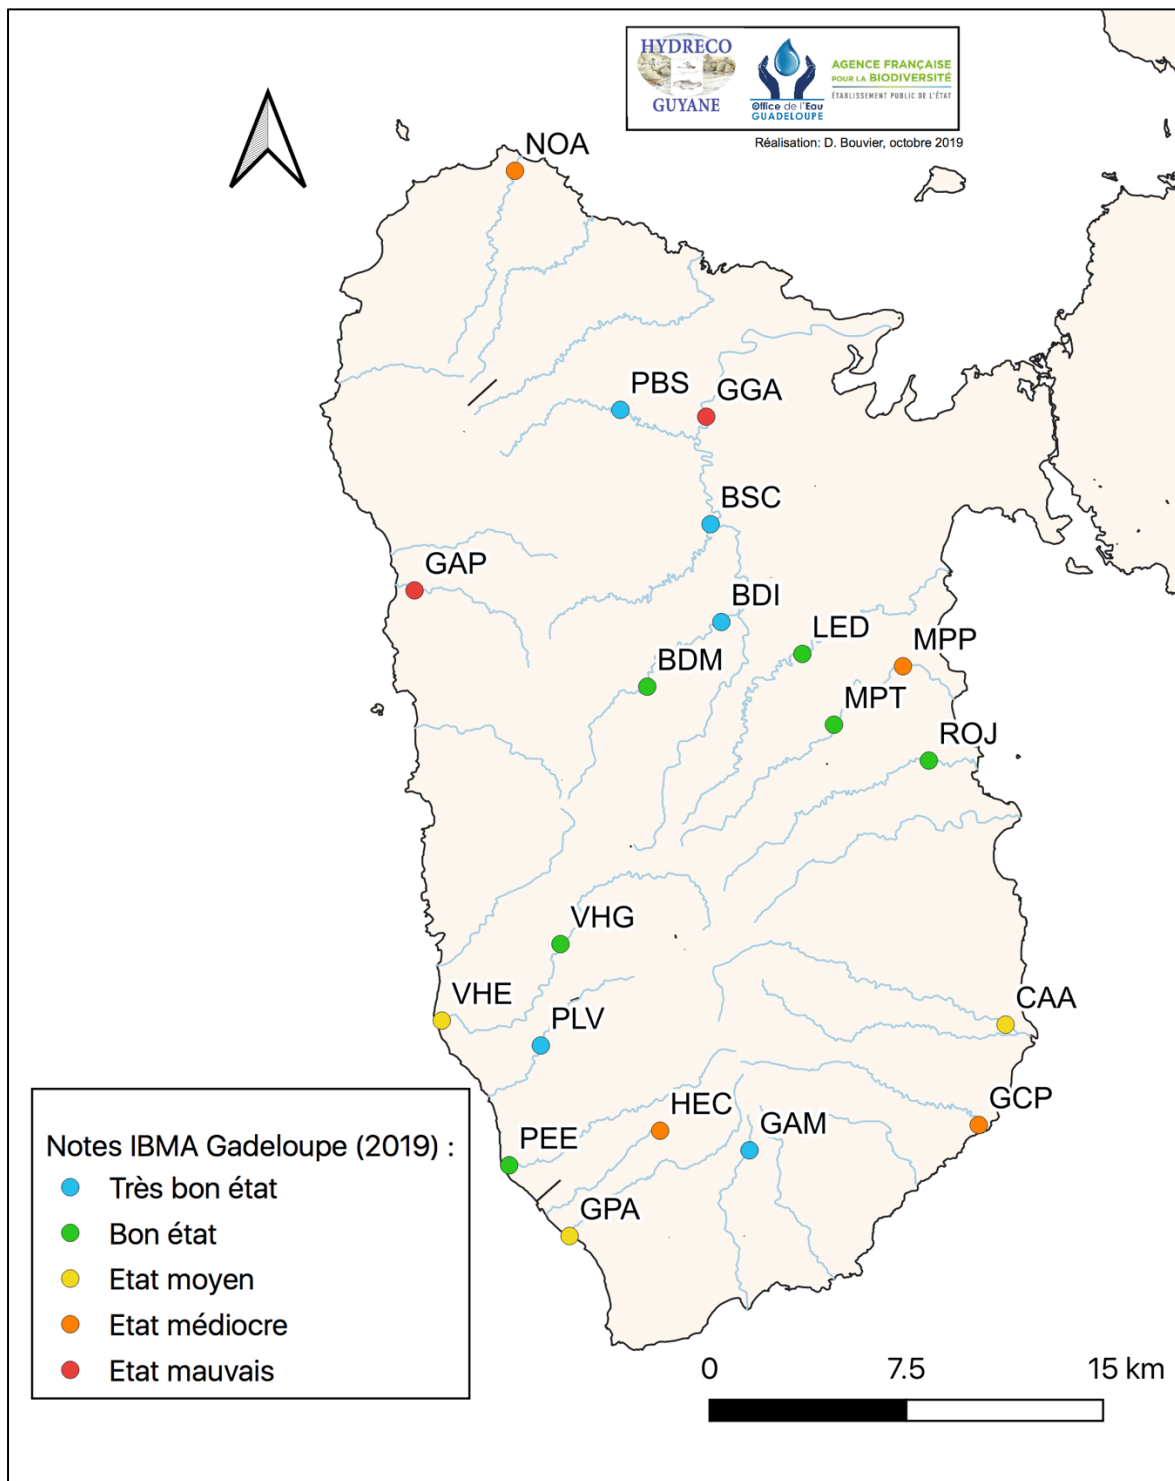 HYDRECO
GUYANE
Office de l'Eau
GUADELOUPE
AGENCE FRANÇAISE
POUR LA BIODIVERSITÉ
ÉTABLISSEMENT PUBLIC DE L'ÉTAT
Réalisation: D. Bouvier, octobre 2019
NOA
PBS
GGA
BSC
GAP
BDI
LED
MPP
BDM
MPT
ROJ
VHG
VHE
PLV
CAA
HEC
GCP
PEE
GAM
GPA
Notes IBMA Gadeloupe (2019) :
Très bon état
Bon état
Etat moyen
Etat médiocre
Etat mauvais
0 7.5 15 km